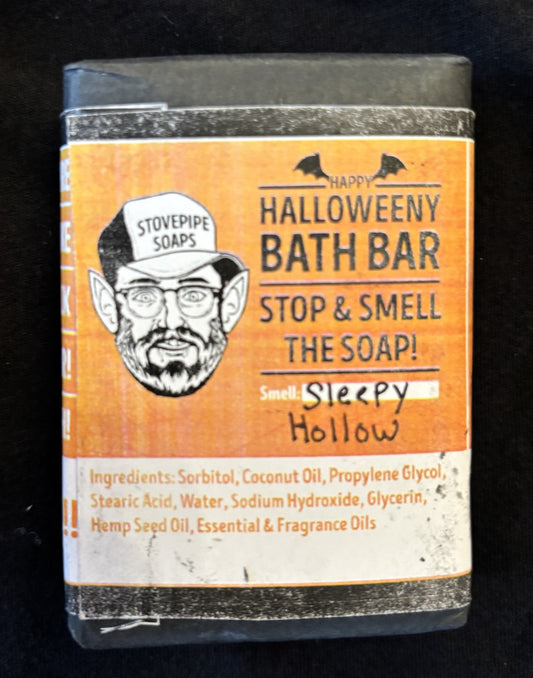 STOVEPIPE
SOAPS
HAPPY
HALLOWEENY
BATH BAR
STOP & SMELL
THE SOAP!
Smell: Sleepy
Hollow
Ingredients: Sorbitol, Coconut Oil, Propylene Glycol,
Stearic Acid, Water, Sodium Hydroxide, Glycerin,
Hemp Seed Oil, Essential & Fragrance Oils
!!